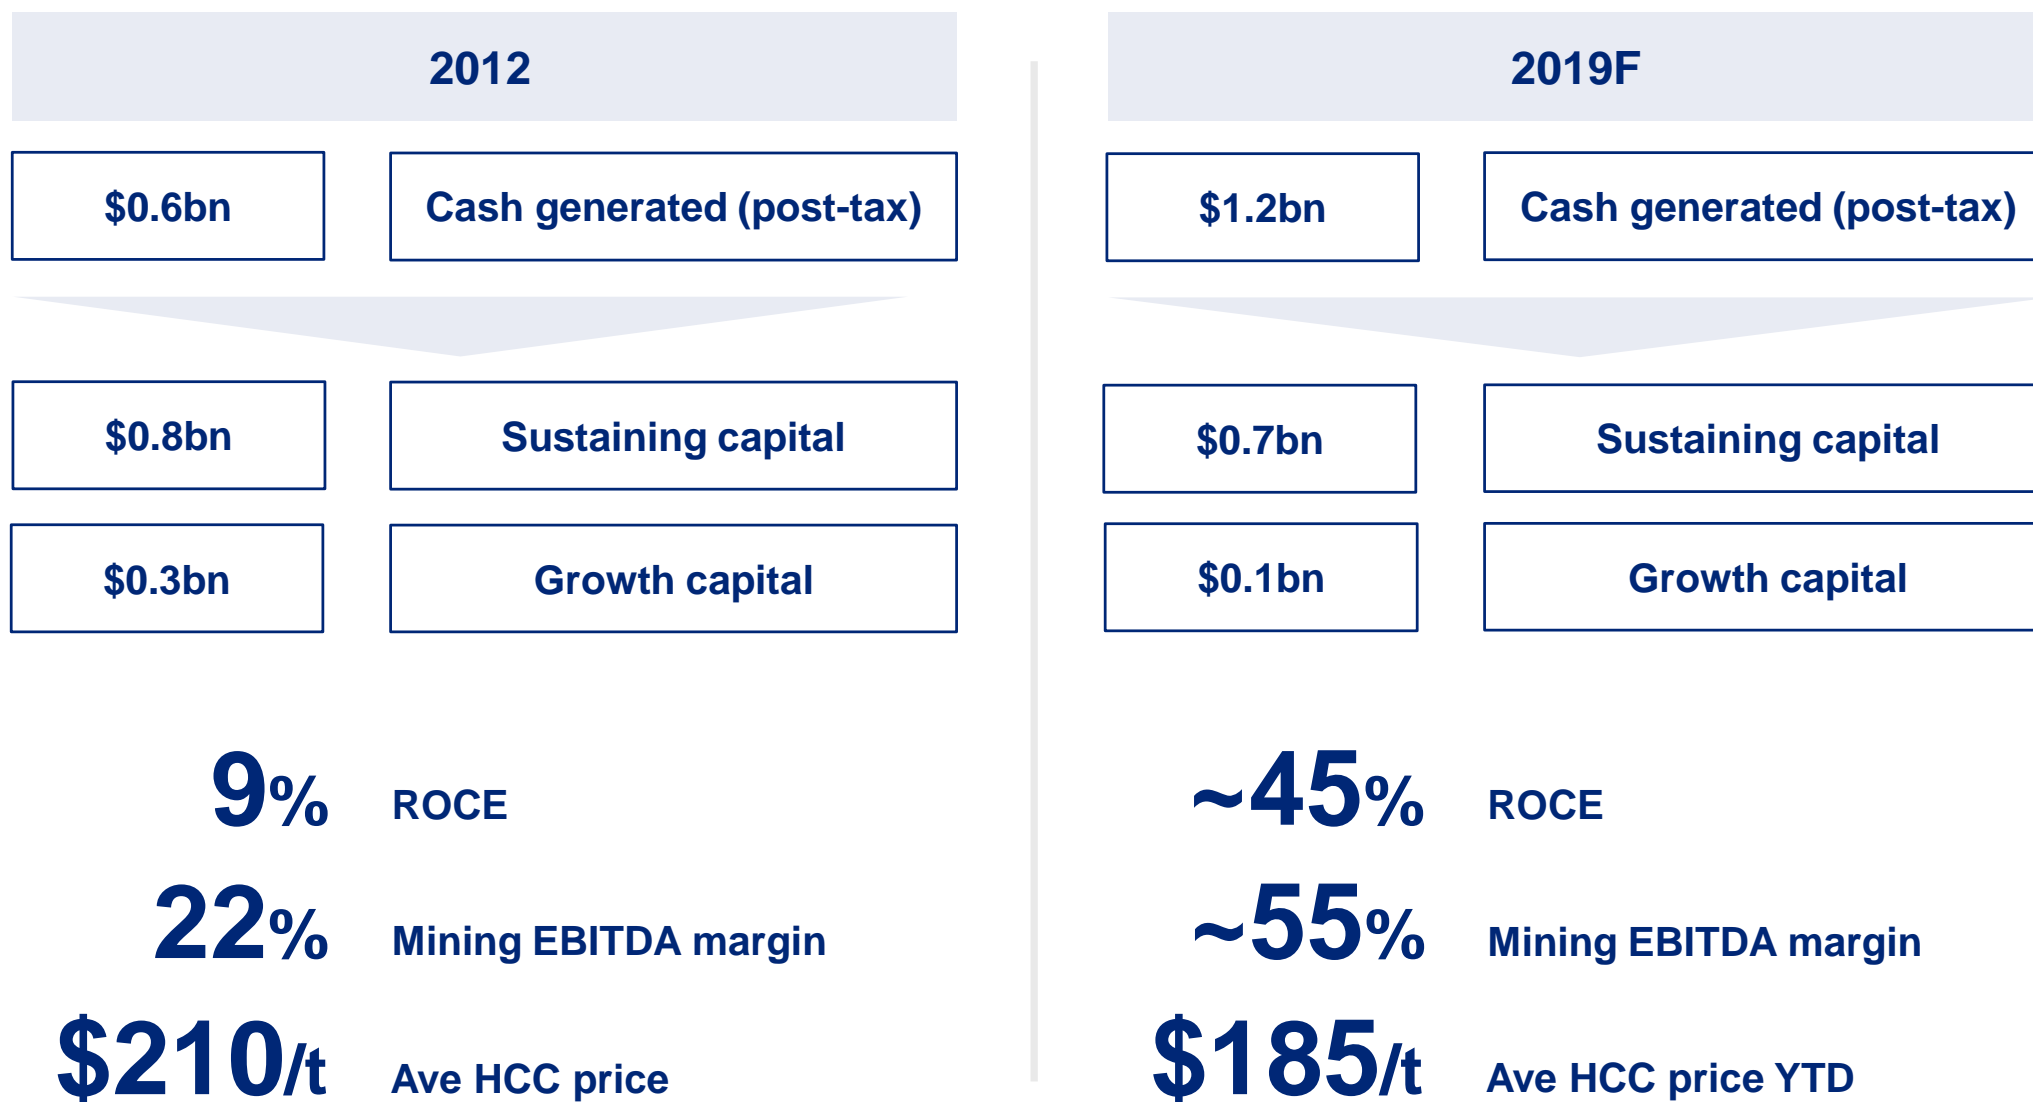 2012
$0.6bn
Cash generated (post-tax)
$0.8bn
Sustaining capital
$0.3bn
Growth capital
9% ROCE
22% Mining EBITDA margin
$210/t Ave HCC price
2019F
$1.2bn
Cash generated (post-tax)
$0.7bn
Sustaining capital
$0.1bn
Growth capital
~45% ROCE
~55% Mining EBITDA margin
$185/t Ave HCC price YTD